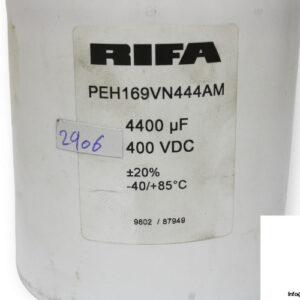 RIFA
PEH169VN444AM
2906
4400 µF
400 VDC
±20%
-40/+85°C
9802 / 87949